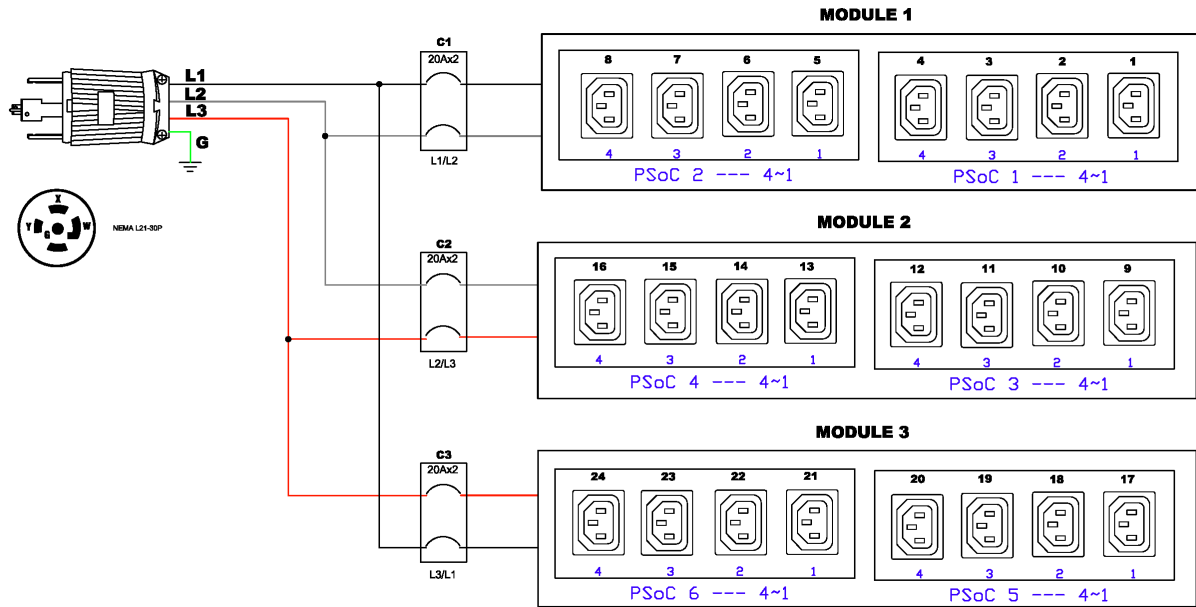 MODULE 1
C1
20Ax2
8 7 6 5 4 3 2 1
L1
L2
L3
G
L1/L2
4 3 2 1 4 3 2 1
PSoC 2 --- 4~1 PSoC 1 --- 4~1
X
Y G W
NEMA L21-30P
MODULE 2
C2
20Ax2
16 15 14 13 12 11 10 9
L2/L3
4 3 2 1 4 3 2 1
PSoC 4 --- 4~1 PSoC 3 --- 4~1
MODULE 3
C3
20Ax2
24 23 22 21 20 19 18 17
L3/L1
4 3 2 1 4 3 2 1
PSoC 6 --- 4~1 PSoC 5 --- 4~1